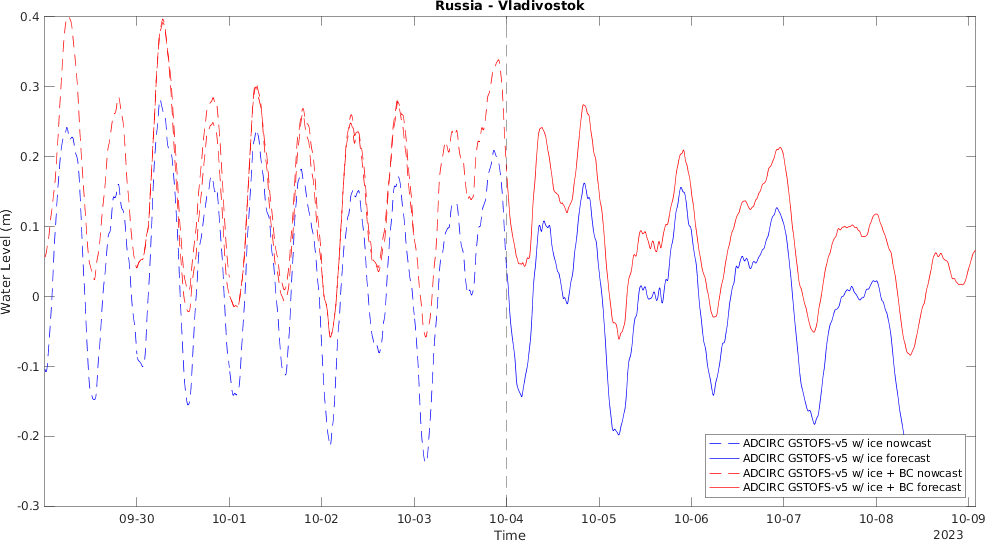 Russia - Vladivostok
0.4
0.3
0.2
0.1
0
-0.1
-0.2
-0.3
Water Level (m)
09-30 10-01 10-02 10-03 10-04 10-05 10-06 10-07 10-08 10-09
Time
2023
ADCIRC GSTOFS-v5 w/ ice nowcast
ADCIRC GSTOFS-v5 w/ ice forecast
ADCIRC GSTOFS-v5 w/ ice + BC nowcast
ADCIRC GSTOFS-v5 w/ ice + BC forecast